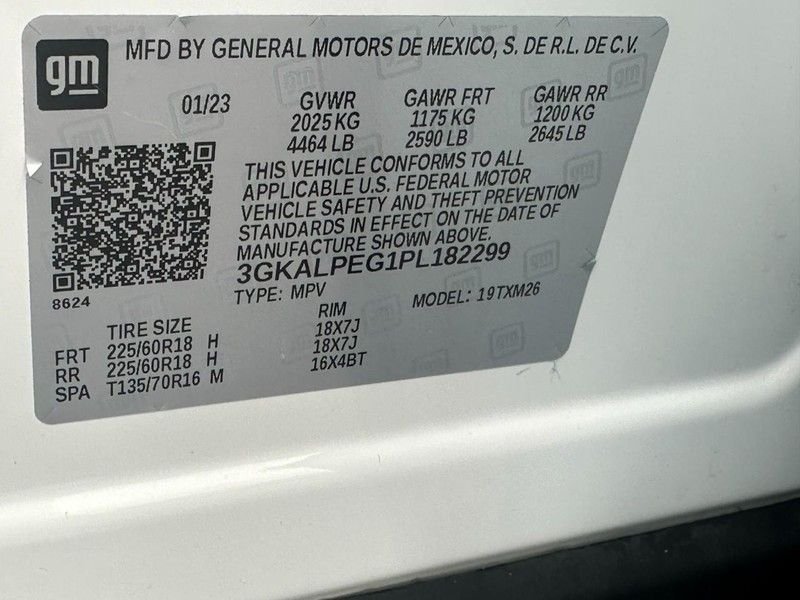 gm
MFD BY GENERAL MOTORS DE MEXICO, S. DE R.L. DE C.V.
01/23 GVWR GAWR FRT GAWR RR
2025 KG 1175 KG 1200 KG
4464 LB 2590 LB 2645 LB
THIS VEHICLE CONFORMS TO ALL
APPLICABLE U.S. FEDERAL MOTOR
VEHICLE SAFETY AND THEFT PREVENTION
STANDARDS IN EFFECT ON THE DATE OF
MANUFACTURE SHOWN ABOVE.
3GKALPEG1PL182299
8624
TYPE: MPV MODEL: 19TXM26
TIRE SIZE RIM
FRT 225/60R18 H 18X7J
RR 225/60R18 H 18X7J
SPA T135/70R16 M 16X4BT